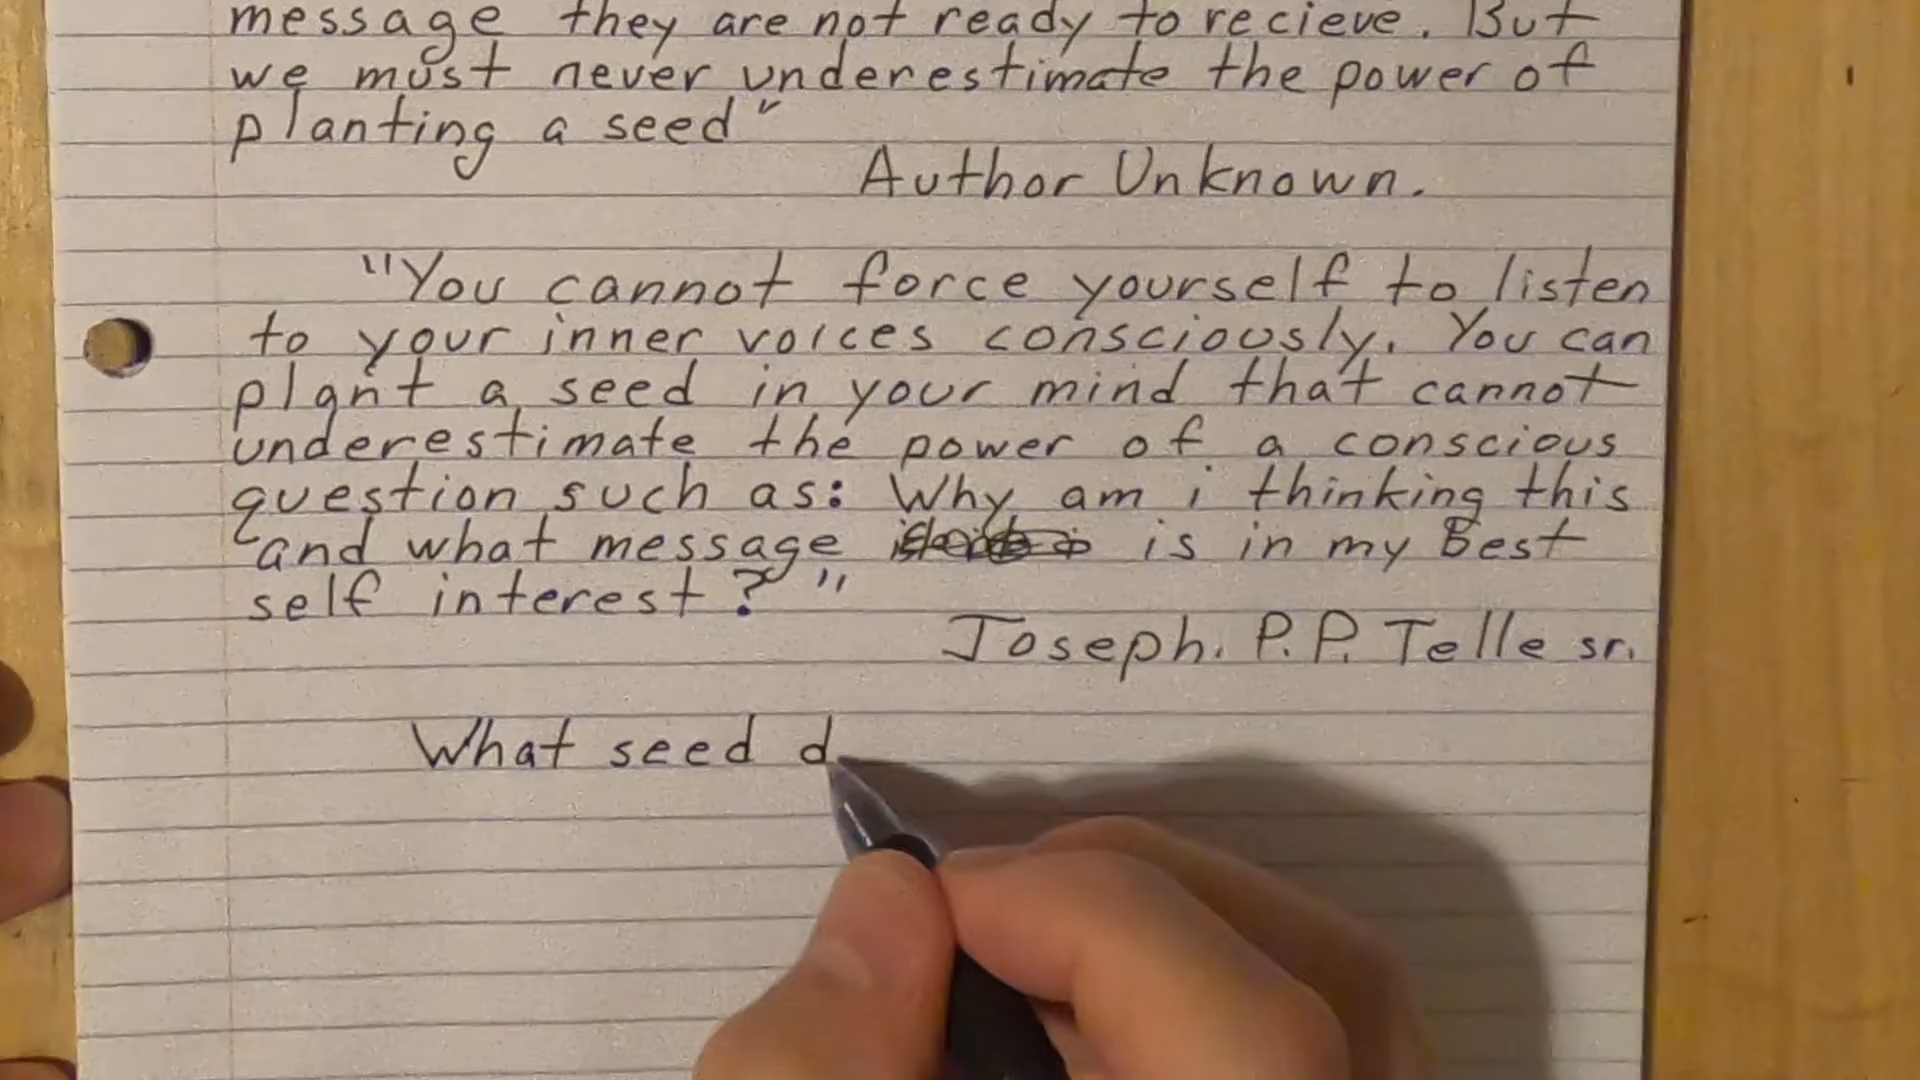 message they are not ready to recieve. But
we must never underestimate the power of
planting a seed"
Author Unknown.
"You cannot force yourself to listen
to your inner voices consciously. You can
plant a seed in your mind that cannot
underestimate the power of a conscious
question such as: Why am i thinking this
and what message is in my Best
self interest? "
Joseph. P.P. Telle sr.
What seed d